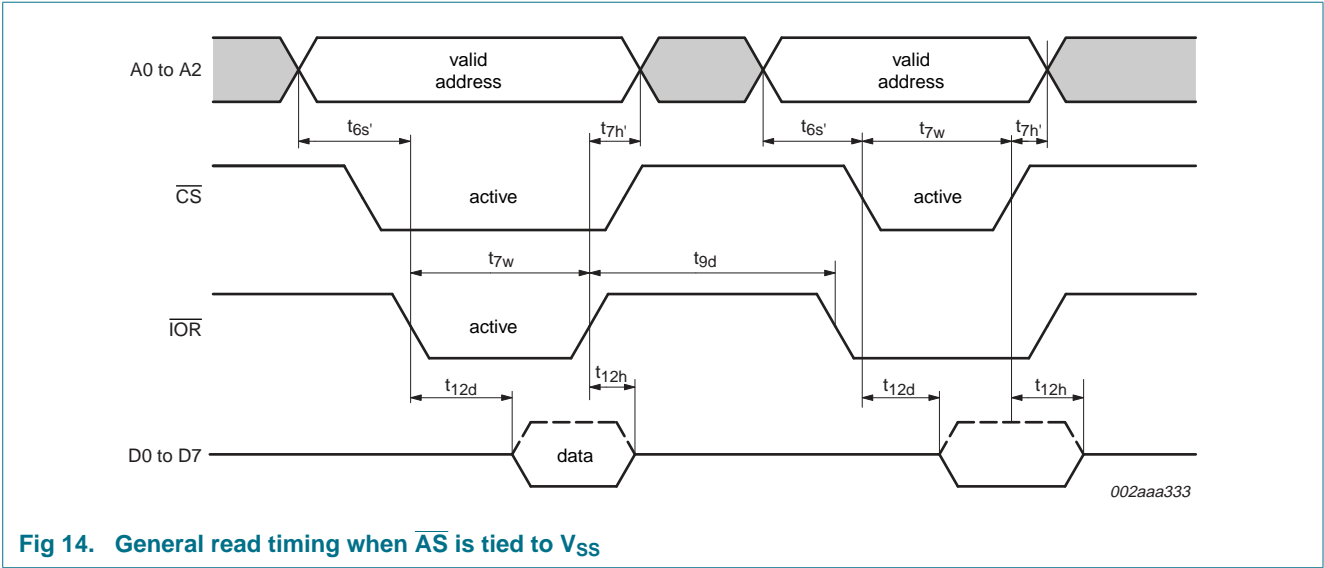 A0 to A2
valid
address
valid
address
t6s'
t7h'
t6s'
t7w
t7h'
CS
active
active
t7w
t9d
IOR
active
t12d
t12h
t12d
t12h
D0 to D7
data
002aaa333
Fig 14. General read timing when AS is tied to VSS